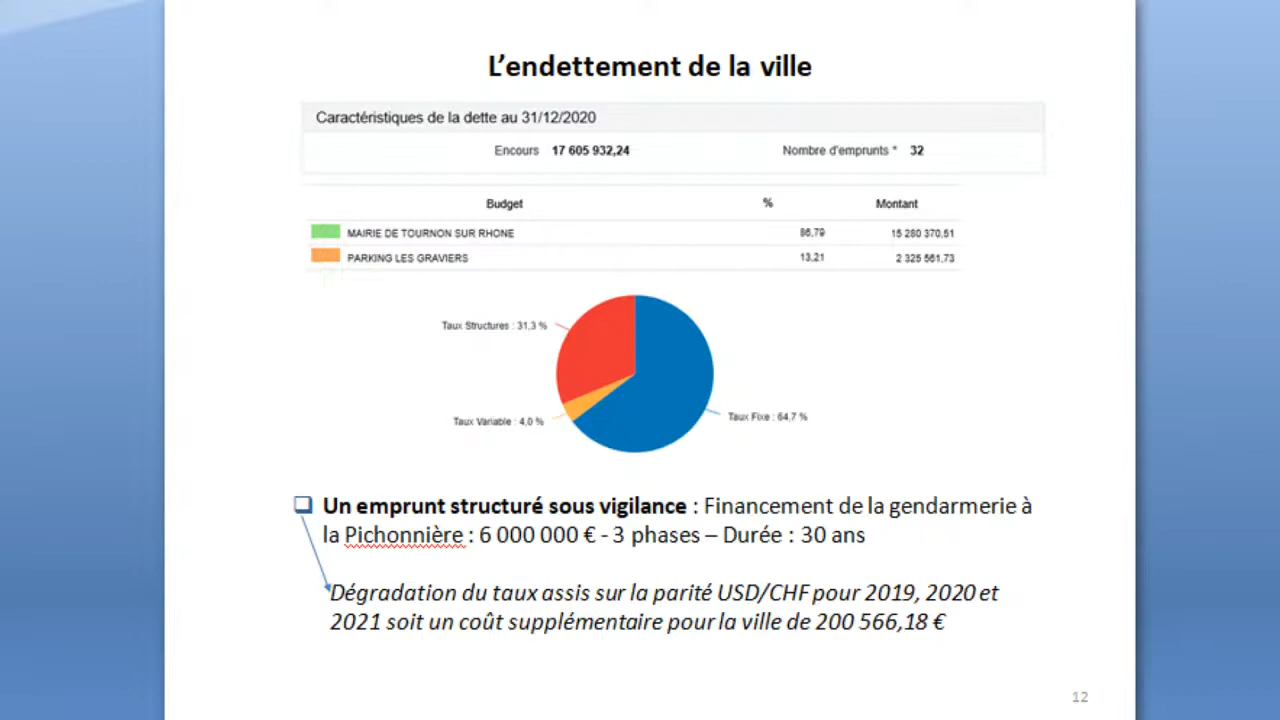 L’endettement de la ville
Caractéristiques de la dette au 31/12/2020
Encours 17 605 932,24 Nombre d'emprunts * 32
Budget % Montant
MAIRIE DE TOURNON SUR RHONE 86,79 15 280 370,51
PARKING LES GRAVIERS 13,21 2 325 561,73
Taux Structures : 31,3 %
Taux Variable : 4,0 %
Taux Fixe : 64,7 %
Un emprunt structuré sous vigilance : Financement de la gendarmerie à
la Pichonnière : 6 000 000 € - 3 phases – Durée : 30 ans
Dégradation du taux assis sur la parité USD/CHF pour 2019, 2020 et
2021 soit un coût supplémentaire pour la ville de 200 566,18 €
12